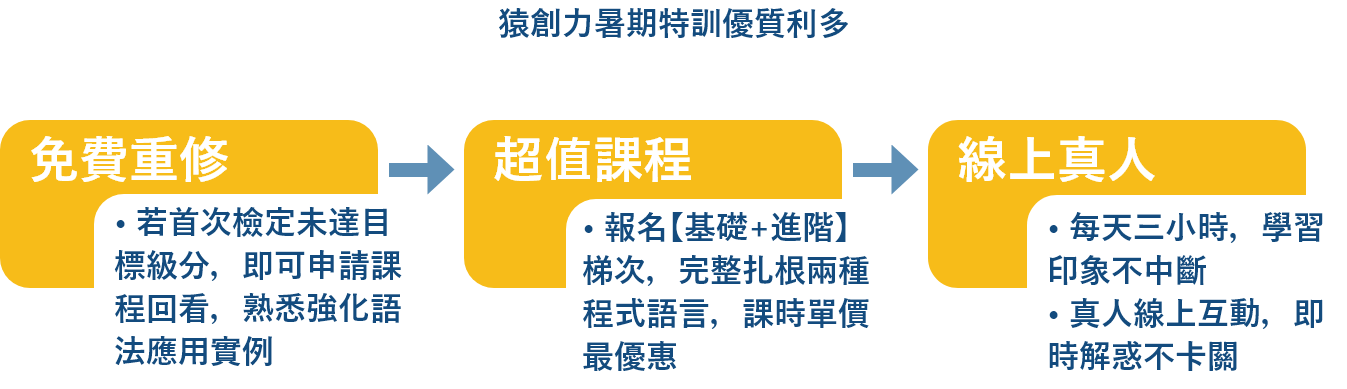 猿創力暑期特訓優質利多
免費重修
• 若首次檢定未達目
標級分，即可申請課
程回看，熟悉強化語
法應用實例
超值課程
• 報名【基礎+進階】
梯次，完整扎根兩種
程式語言，課時單價
最優惠
線上真人
• 每天三小時，學習
印象不中斷
• 真人線上互動，即
時解惑不卡關